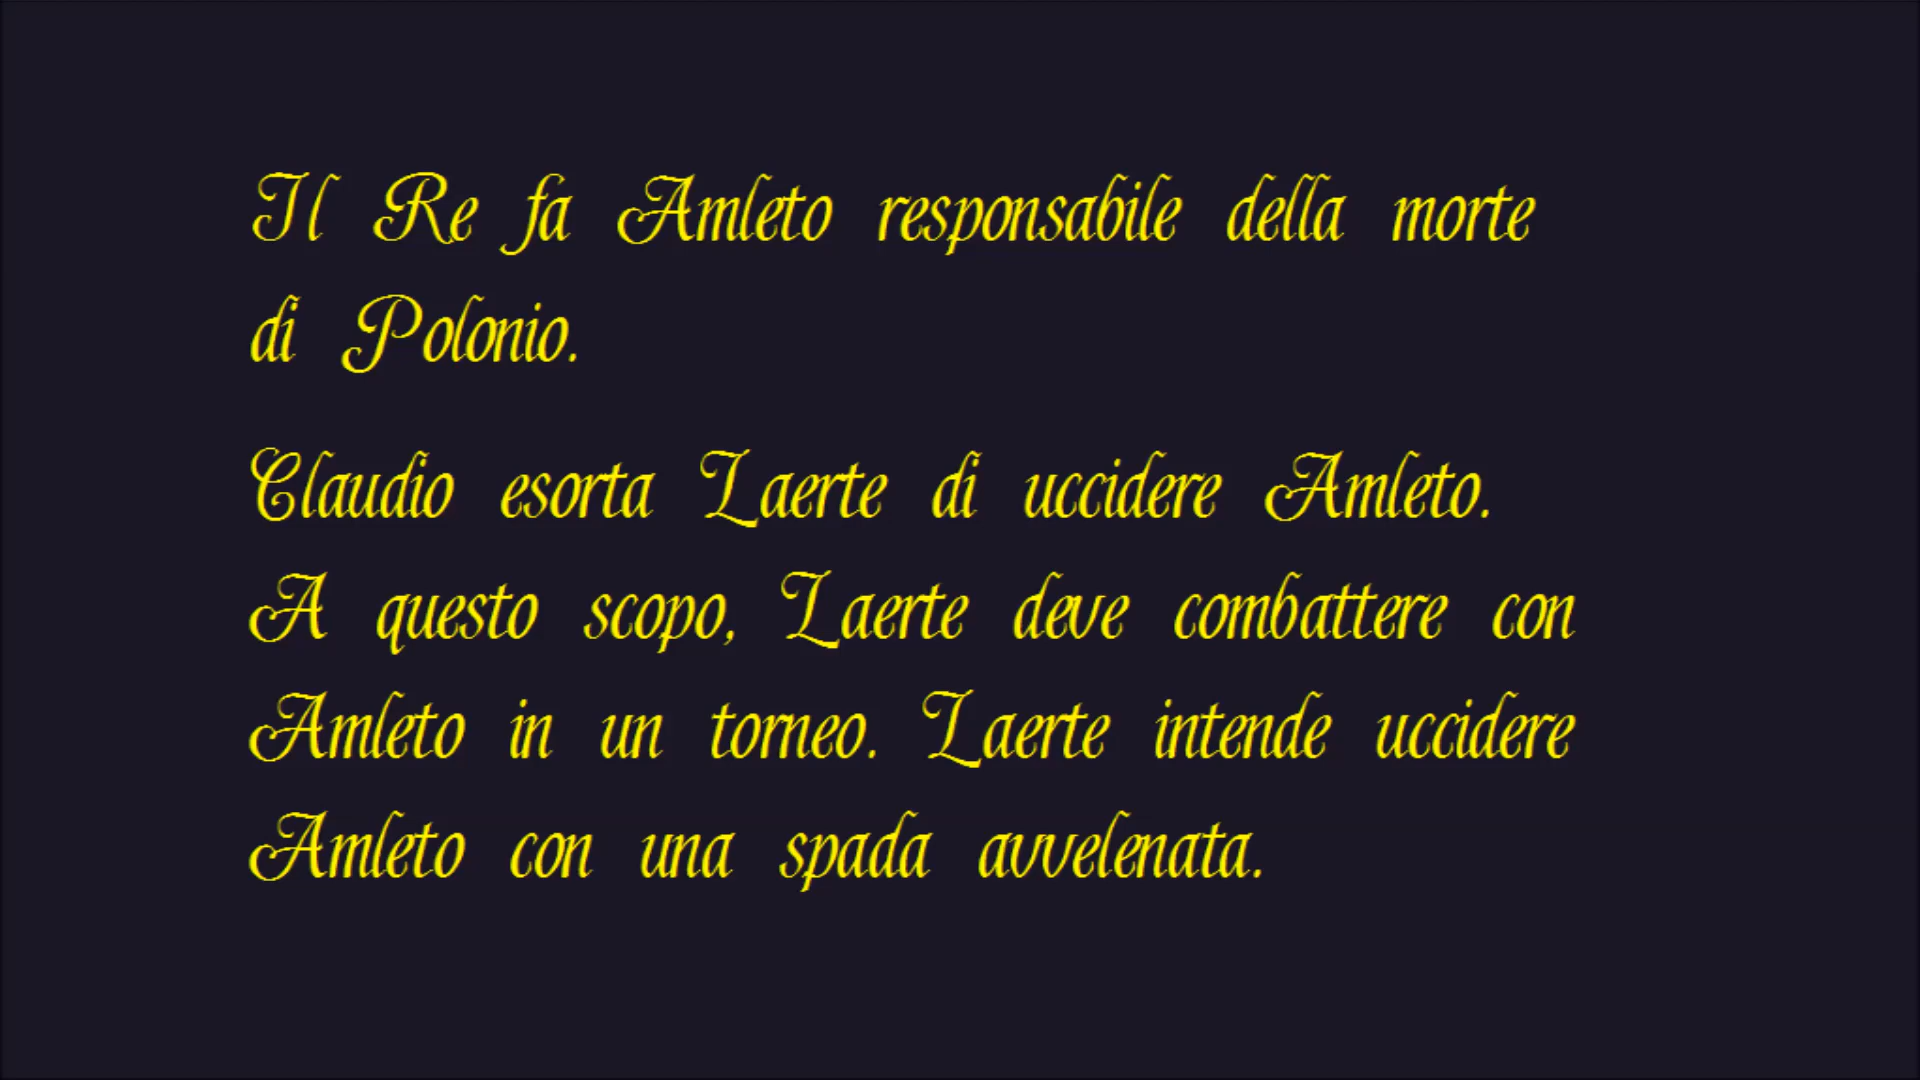 Il Re fa Amleto responsabile della morte
di Polonio.
Claudio esorta Laerte di uccidere Amleto.
A questo scopo, Laerte deve combattere con
Amleto in un torneo. Laerte intende uccidere
Amleto con una spada avvelenata.